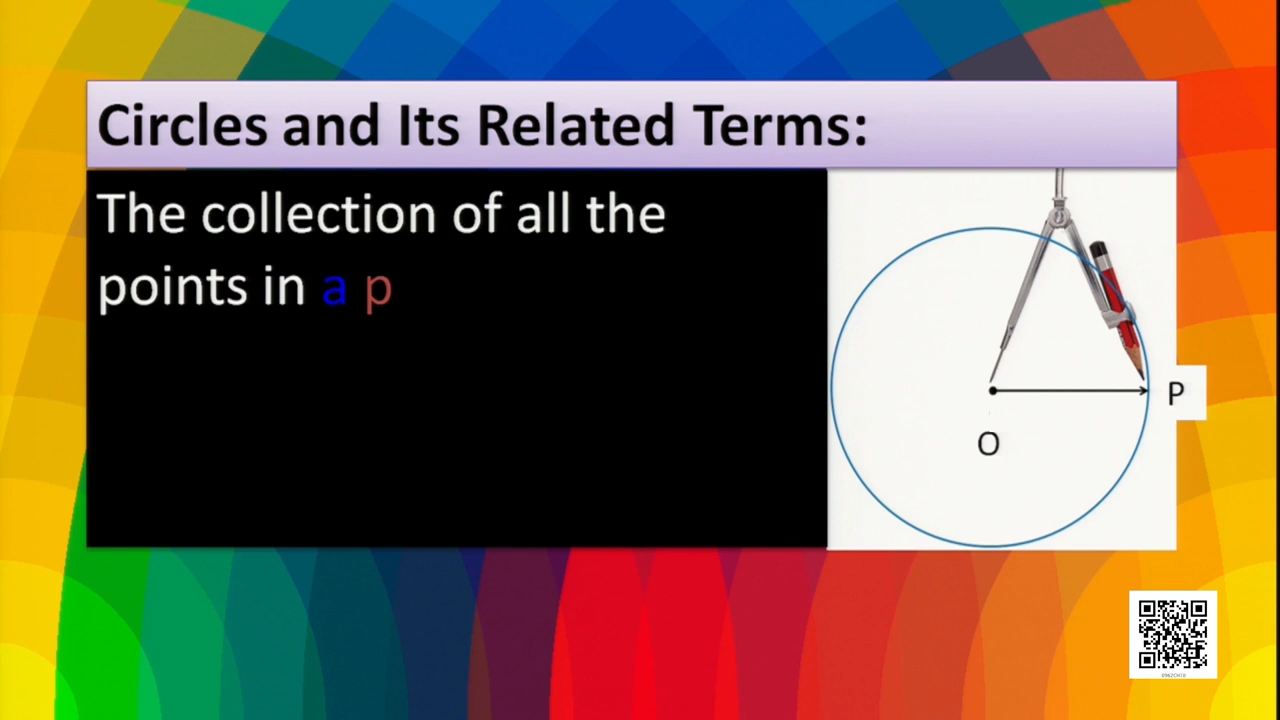 Circles and Its Related Terms:
The collection of all the
points in a p
P
O